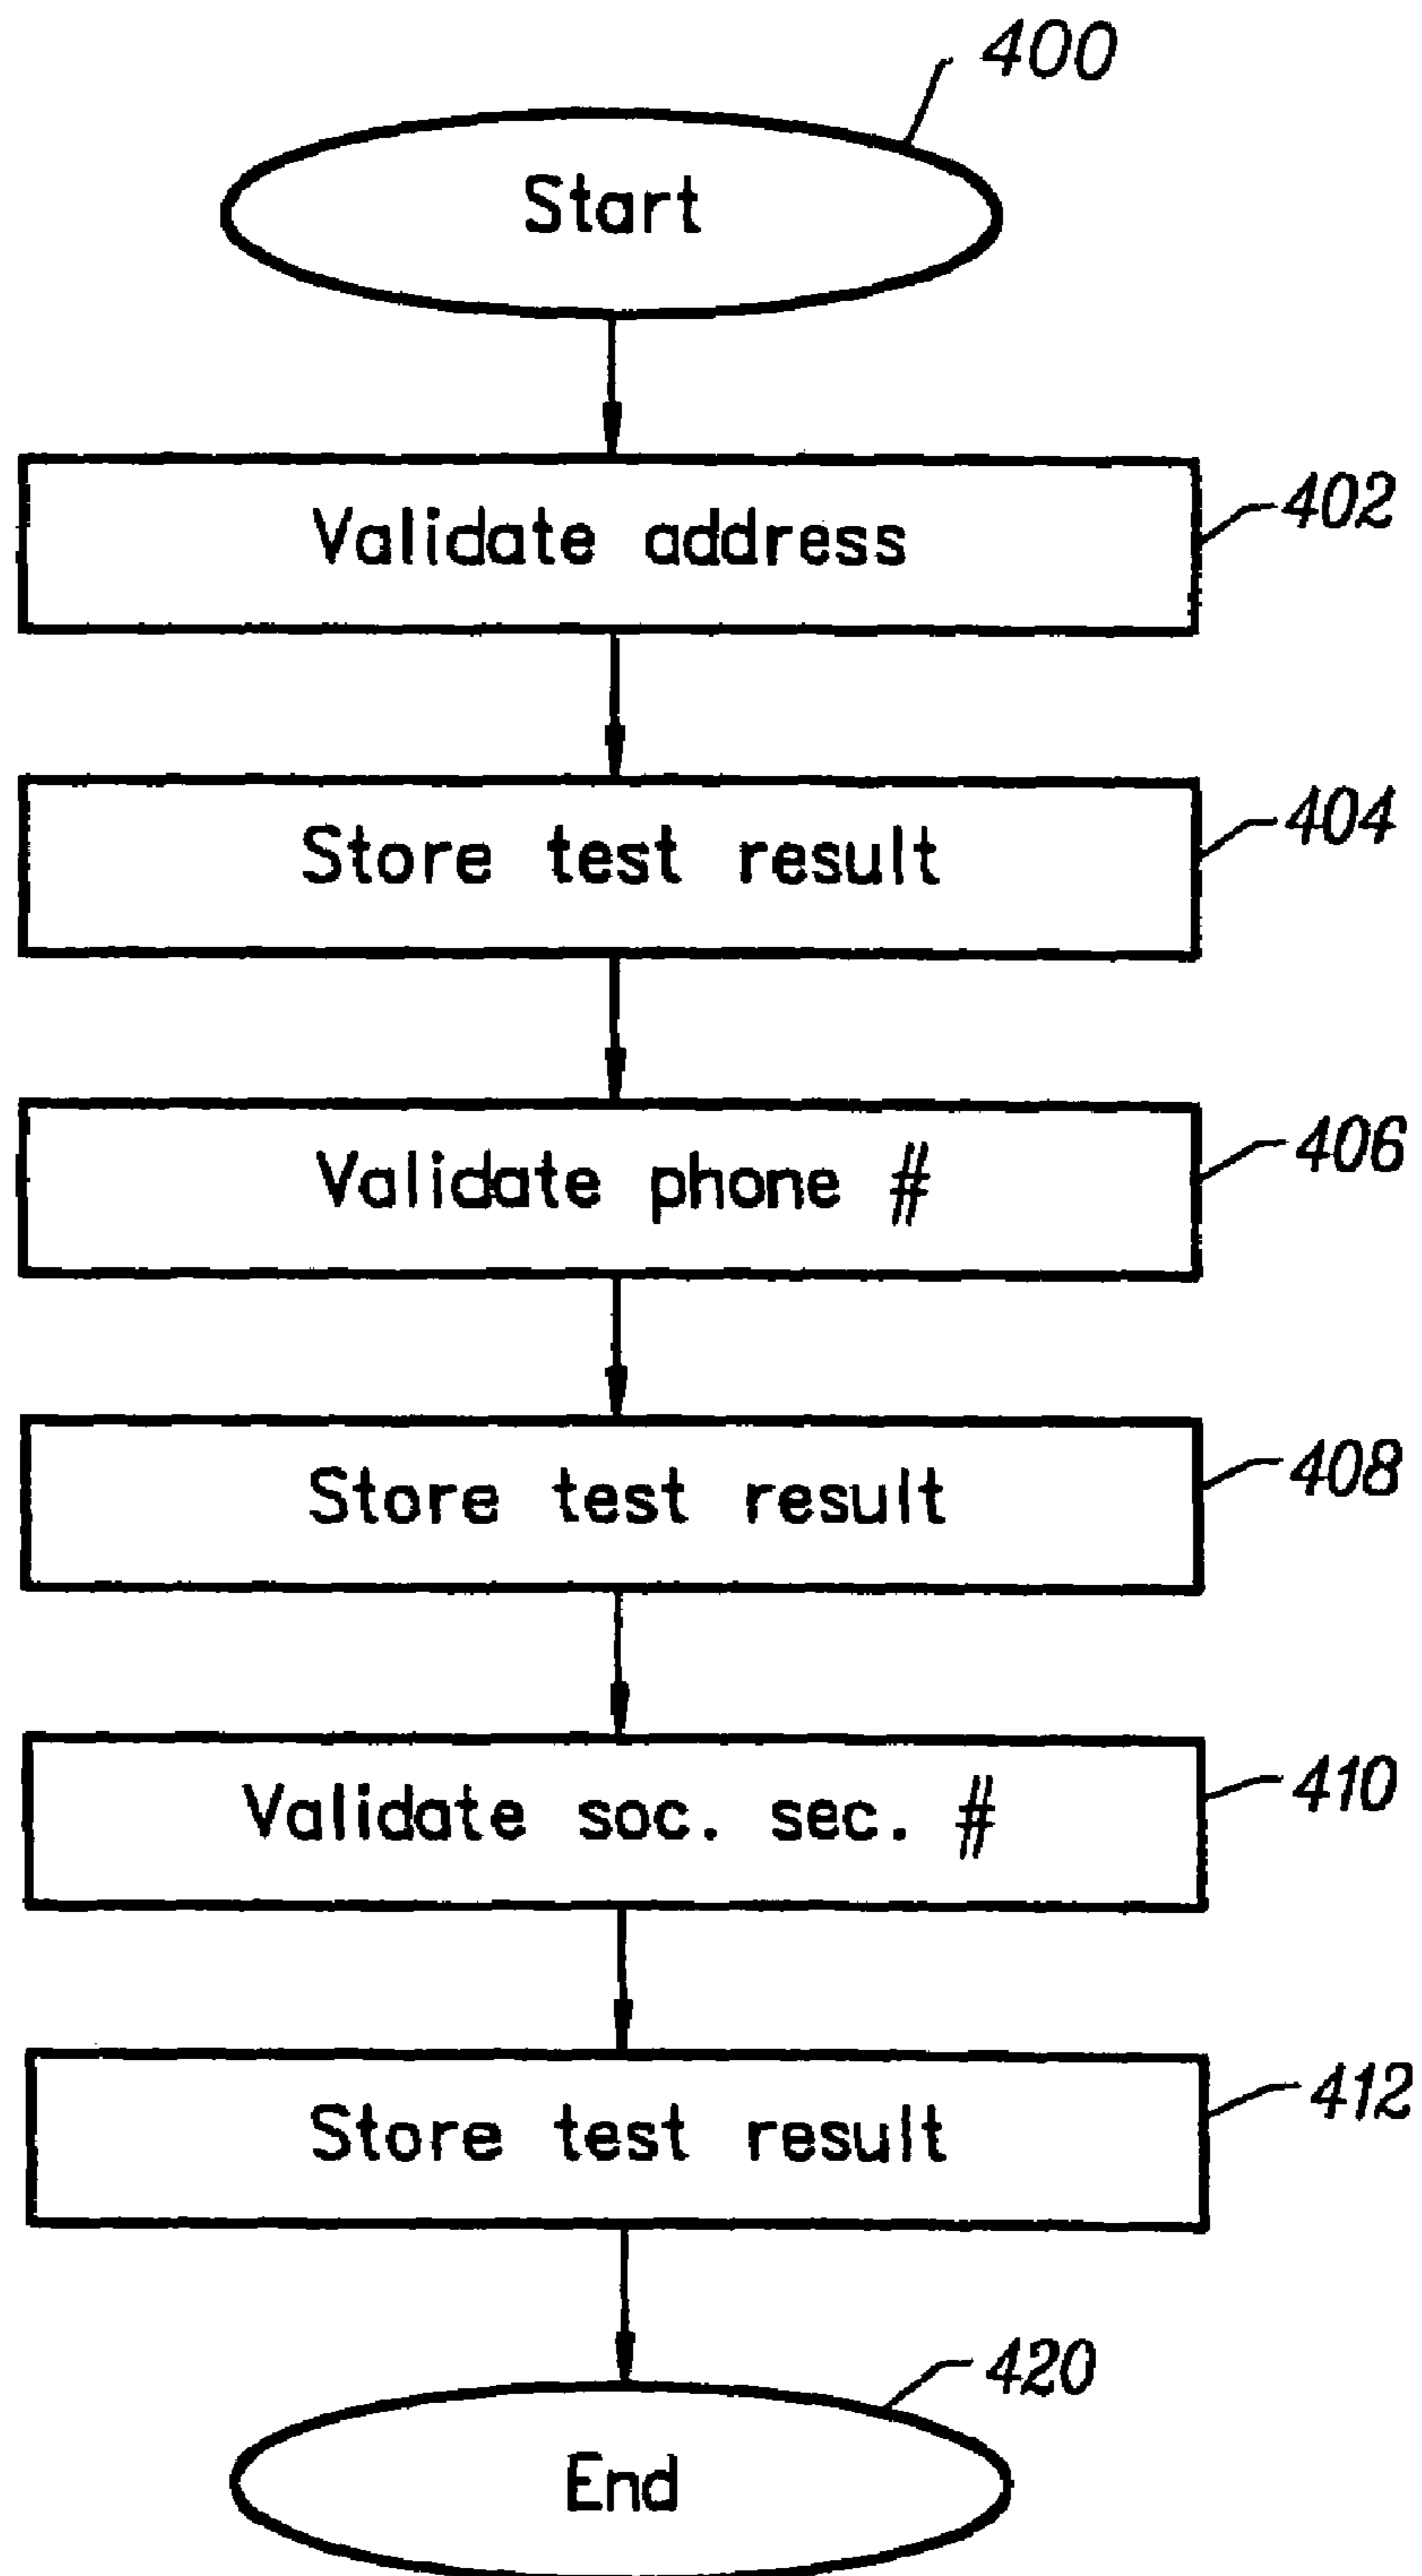 400
Start
Validate address
402
Store test result
404
Validate phone #
406
Store test result
408
Validate soc. sec. #
410
Store test result
412
420
End